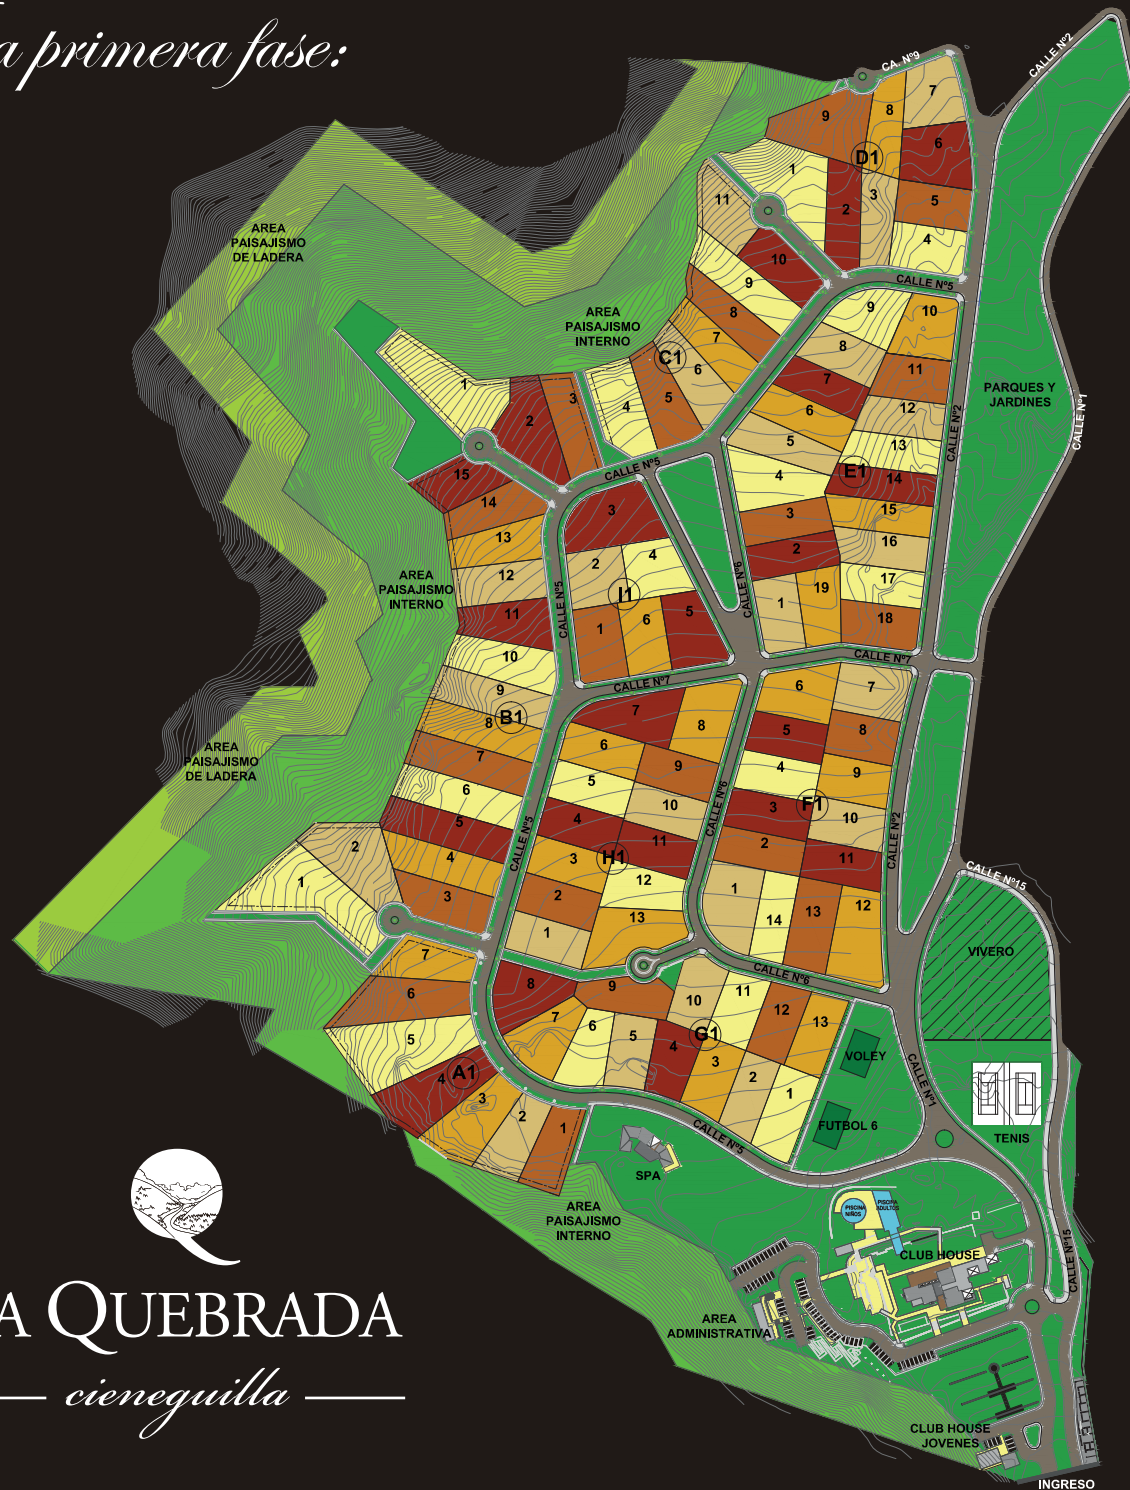 a primera fase:
CA. Nº9
CALLE Nº2
7
8
9
6
D1
1
3
2
5
4
11
AREA
PAISAJISMO
DE LADERA
10
9
CALLE Nº5
8
AREA
PAISAJISMO
INTERNO
7
C1
6
5
4
9
10
8
11
7
12
6
13
5
E1
14
4
15
3
16
2
17
19
1
18
PARQUES Y
JARDINES
CALLE Nº1
CALLE Nº2
1
2
3
CALLE Nº5
15
14
13
12
11
10
9
B1
8
7
6
5
4
3
2
1
AREA
PAISAJISMO
INTERNO
CALLE Nº5
3
4
2
I1
5
6
1
CALLE Nº6
CALLE Nº7
CALLE Nº7
AREA
PAISAJISMO
DE LADERA
7
8
6
9
5
10
4
11
3
H1
12
2
13
1
CALLE Nº5
CALLE Nº6
6
7
5
8
4
9
3
F1
10
2
11
1
14
13
12
CALLE Nº2
CALLE Nº15
VIVERO
CALLE Nº6
7
6
5
4
A1
3
2
1
8
9
10
11
12
13
7
6
5
4
G1
3
2
1
VOLEY
FUTBOL 6
CALLE Nº1
TENIS
CALLE Nº5
SPA
AREA
PAISAJISMO
INTERNO
PISCINA
NIÑOS
PISCINA
ADULTOS
CLUB HOUSE
CALLE Nº15
AREA
ADMINISTRATIVA
CLUB HOUSE
JOVENES
INGRESO
A QUEBRADA
cieneguilla